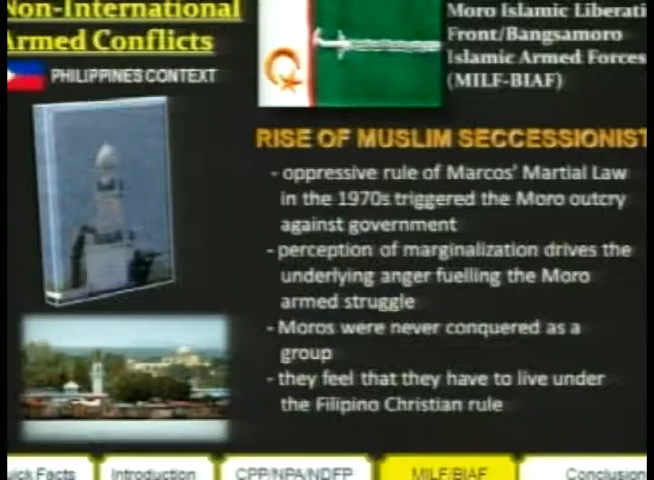 Non-International
Armed Conflicts
PHILIPPINES CONTEXT
Moro Islamic Liberati
Front/Bangsamoro
Islamic Armed Forces
(MILF-BIAF)
RISE OF MUSLIM SECCESSIONIST
- oppressive rule of Marcos' Martial Law
in the 1970s triggered the Moro outcry
against government
- perception of marginalization drives the
underlying anger fuelling the Moro
armed struggle
- Moros were never conquered as a
group
- they feel that they have to live under
the Filipino Christian rule
uick Facts
Introduction
CPP/NPA/NDFP
MILF/BIAF
Conclusion